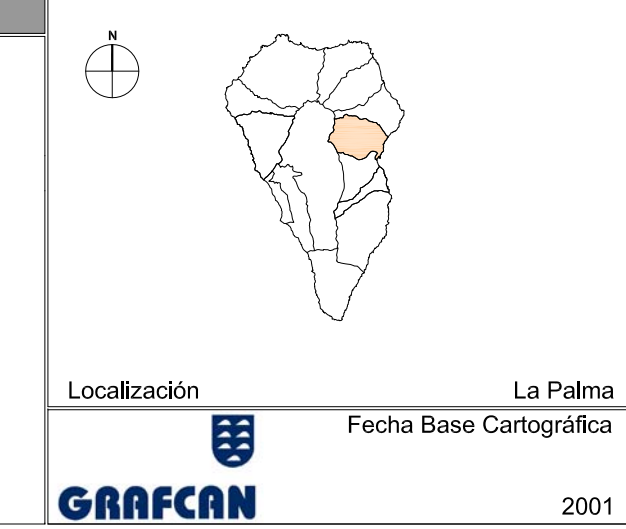 N
Localización
La Palma
Fecha Base Cartográfica
GRAFCAN
2001